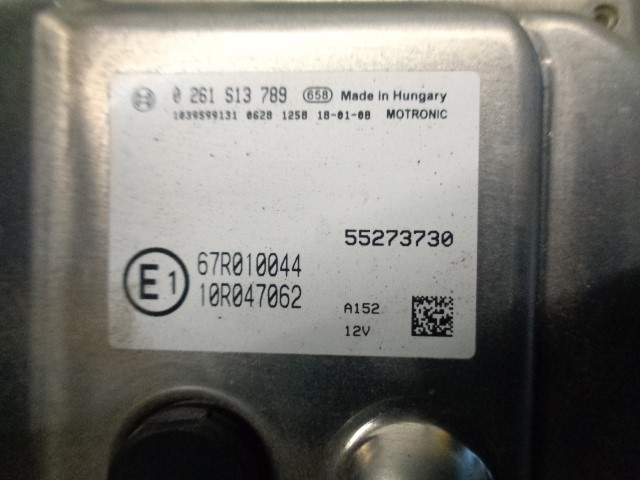 0 261 S13 789 658 Made in Hungary
1039S99131 0628 1258 18-01-08 MOTRONIC
55273730
E1 67R010044
10R047062
A152
12V